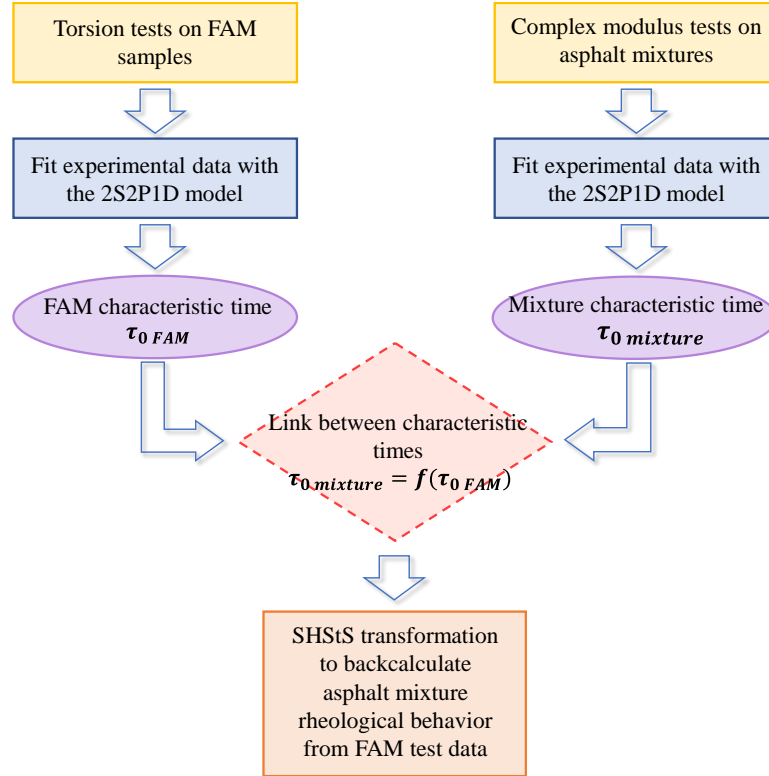 Torsion tests on FAM
samples
Complex modulus tests on
asphalt mixtures
Fit experimental data with
the 2S2P1D model
Fit experimental data with
the 2S2P1D model
FAM characteristic time
τ₀ FAM
Mixture characteristic time
τ₀ mixture
Link between characteristic
times
τ₀ mixture = f(τ₀ FAM)
SHStS transformation
to backcalculate
asphalt mixture
rheological behavior
from FAM test data